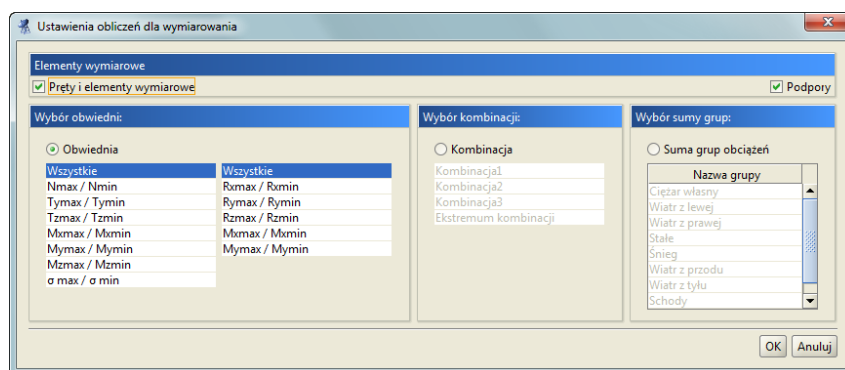 Ustawienia obliczeń dla wymiarowania
x
Elementy wymiarowe
Pręty i elementy wymiarowe
Podpory
Wybór obwiedni:
Obwiednia
Wszystkie
Nmax / Nmin
Tymax / Tymin
Tzmax / Tzmin
Mxmax / Mxmin
Mymax / Mymin
Mzmax / Mzmin
σ max / σ min
Wszystkie
Rxmax / Rxmin
Rymax / Rymin
Rzmax / Rzmin
Mxmax / Mxmin
Mymax / Mymin
Wybór kombinacji:
Kombinacja
Kombinacja1
Kombinacja2
Kombinacja3
Ekstremum kombinacji
Wybór sumy grup:
Suma grup obciążeń
Nazwa grupy
Ciężar własny
Wiatr z lewej
Wiatr z prawej
Stałe
Śnieg
Wiatr z przodu
Wiatr z tyłu
Schody
OK
Anuluj